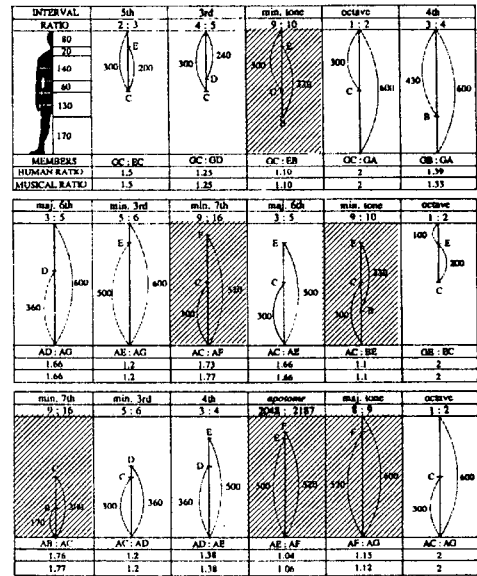 INTERVAL 5th 3rd min. tone octave 4th
RATIO 2 : 3 4 : 5 9 : 10 1 : 2 3 : 4
80
20
140
60
130
170
E 300 200 C
240 300 D C
E 300 C B
300 C 600
430 B 600
MEMBERS GC : EC GC : GD GC : EB GC : GA GB : GA
HUMAN RATIO 1.5 1.25 1.10 2 1.39
MUSICAL RATIO 1.5 1.25 1.10 2 1.33
maj. 6th min. 3rd min. 7th maj. 6th min. tone octave
3 : 5 5 : 6 9 : 16 3 : 5 9 : 10 1 : 2
D 360 600
E 500 600
F C 300 520
E C 300 500
E C 300 B
100 E 200 C
AD : AG AE : AG AC : AF AC : AE AC : BE GE : EC
1.66 1.2 1.73 1.66 1.1 2
1.66 1.2 1.77 1.66 1.1 2
min. 7th min. 3rd 4th apotome maj. tone octave
9 : 16 5 : 6 3 : 4 2048 : 2187 8 : 9 1 : 2
C B 170 300
D C 300 360
E D 360 500
F E 500 520
F 520 600
C 300 600
AB : AC AC : AD AD : AE AE : AF AF : AG AC : AG
1.76 1.2 1.38 1.04 1.15 2
1.77 1.2 1.38 1.06 1.12 2